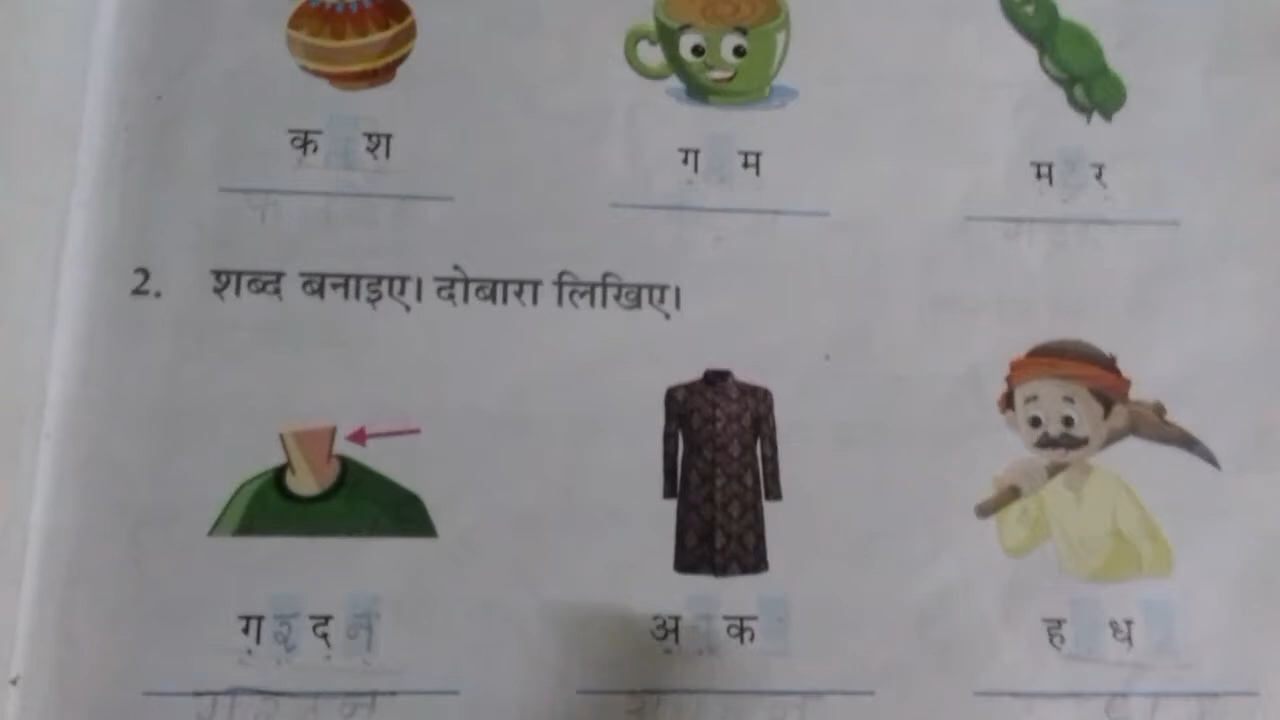 क श
ग म
म र
2. शब्द बनाइए। दोबारा लिखिए।
ग र द न
अ क
ह ध